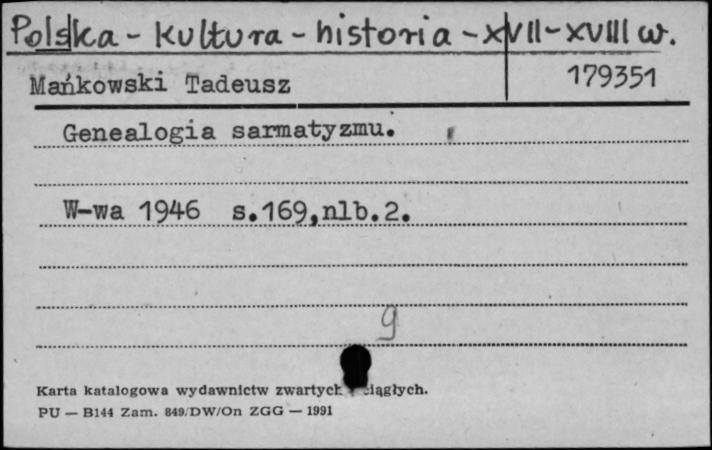 Polska - kultura - historia - XVII-XVIII w.
Mańkowski Tadeusz 179351
Genealogia sarmatyzmu.
W-wa 1946 s.169,nlb.2.
g
Karta katalogowa wydawnictw zwartych ciągłych.
PU — B144 Zam. 849/DW/On ZGG — 1991